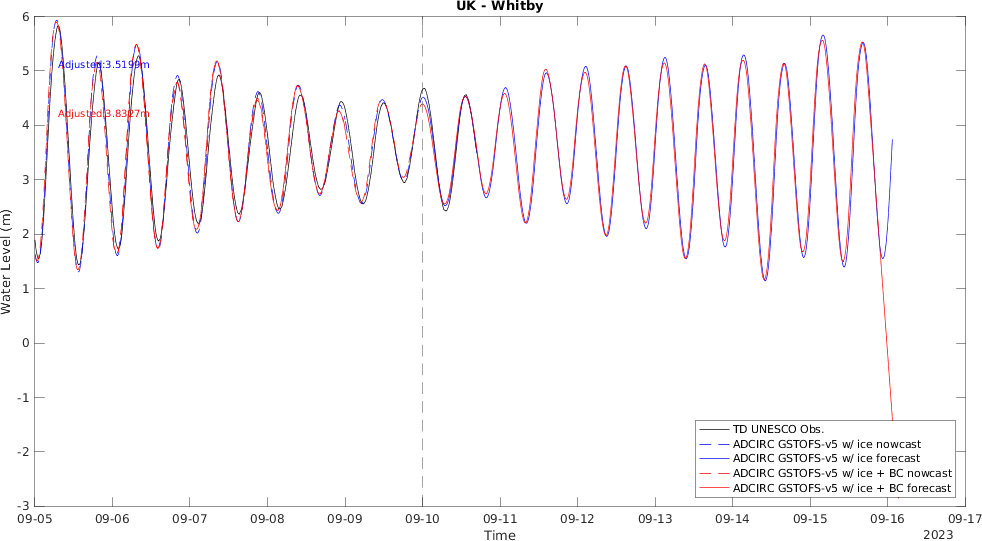 UK - Whitby
Water Level (m)
6
5
4
3
2
1
0
-1
-2
-3
Adjusted:3.5199m
Adjusted:3.8327m
TD UNESCO Obs.
ADCIRC GSTOFS-v5 w/ ice nowcast
ADCIRC GSTOFS-v5 w/ ice forecast
ADCIRC GSTOFS-v5 w/ ice + BC nowcast
ADCIRC GSTOFS-v5 w/ ice + BC forecast
09-05 09-06 09-07 09-08 09-09 09-10 09-11 09-12 09-13 09-14 09-15 09-16 09-17
Time
2023